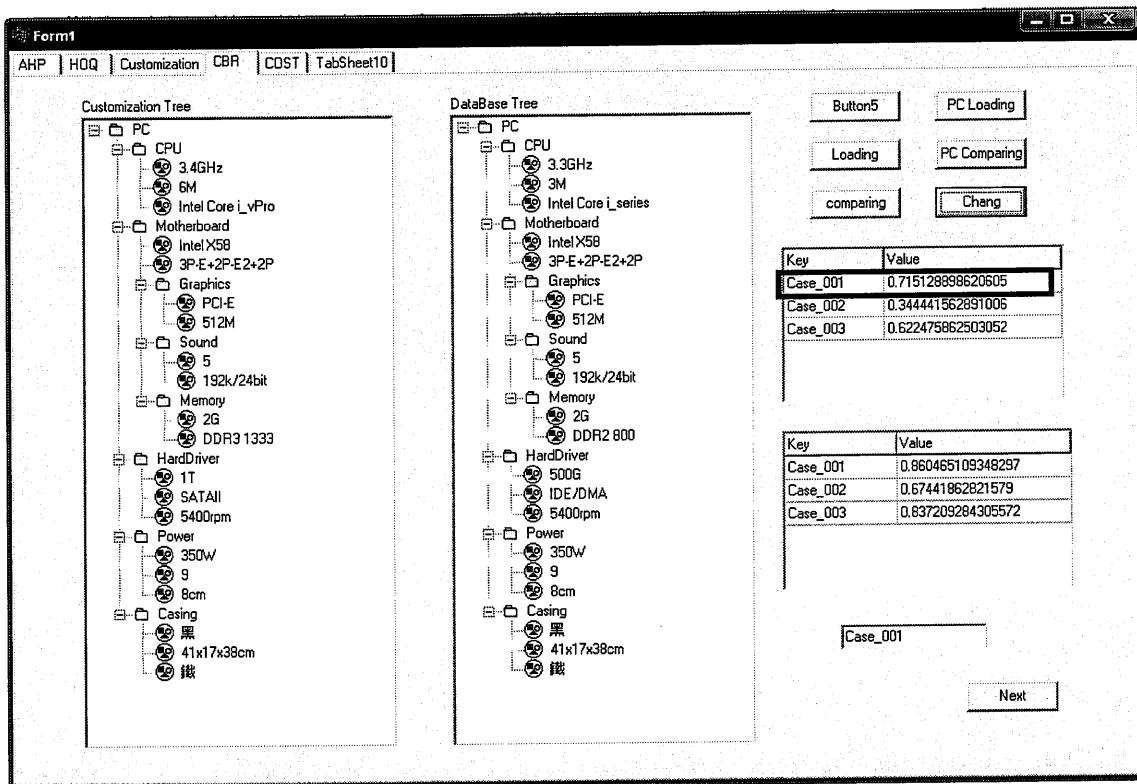 Form1
AHP HOQ Customization CBR COST TabSheet10
Customization Tree
PC
CPU
3.4GHz
6M
Intel Core i_vPro
Motherboard
Intel X58
3P-E+2P-E2+2P
Graphics
PCI-E
512M
Sound
5
192k/24bit
Memory
2G
DDR3 1333
HardDriver
1T
SATAII
5400rpm
Power
350W
9
8cm
Casing
黑
41x17x38cm
鐵
DataBase Tree
PC
CPU
3.3GHz
3M
Intel Core i_series
Motherboard
Intel X58
3P-E+2P-E2+2P
Graphics
PCI-E
512M
Sound
5
192k/24bit
Memory
2G
DDR2 800
HardDriver
500G
IDE/DMA
5400rpm
Power
350W
9
8cm
Casing
黑
41x17x38cm
鐵
Button5 PC Loading
Loading PC Comparing
comparing Chang
Key Value
Case_001 0.715128898620605
Case_002 0.344441562891006
Case_003 0.622475862503052
Key Value
Case_001 0.860465109348297
Case_002 0.67441862821579
Case_003 0.837209284305572
Case_001
Next